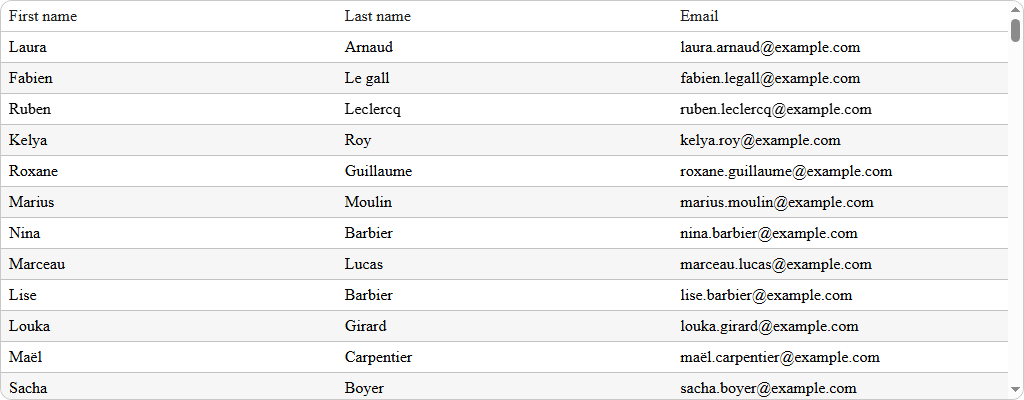 First name Last name Email
Laura Arnaud laura.arnaud@example.com
Fabien Le gall fabien.legall@example.com
Ruben Leclercq ruben.leclercq@example.com
Kelya Roy kelya.roy@example.com
Roxane Guillaume roxane.guillaume@example.com
Marius Moulin marius.moulin@example.com
Nina Barbier nina.barbier@example.com
Marceau Lucas marceau.lucas@example.com
Lise Barbier lise.barbier@example.com
Louka Girard louka.girard@example.com
Maël Carpentier maël.carpentier@example.com
Sacha Boyer sacha.boyer@example.com